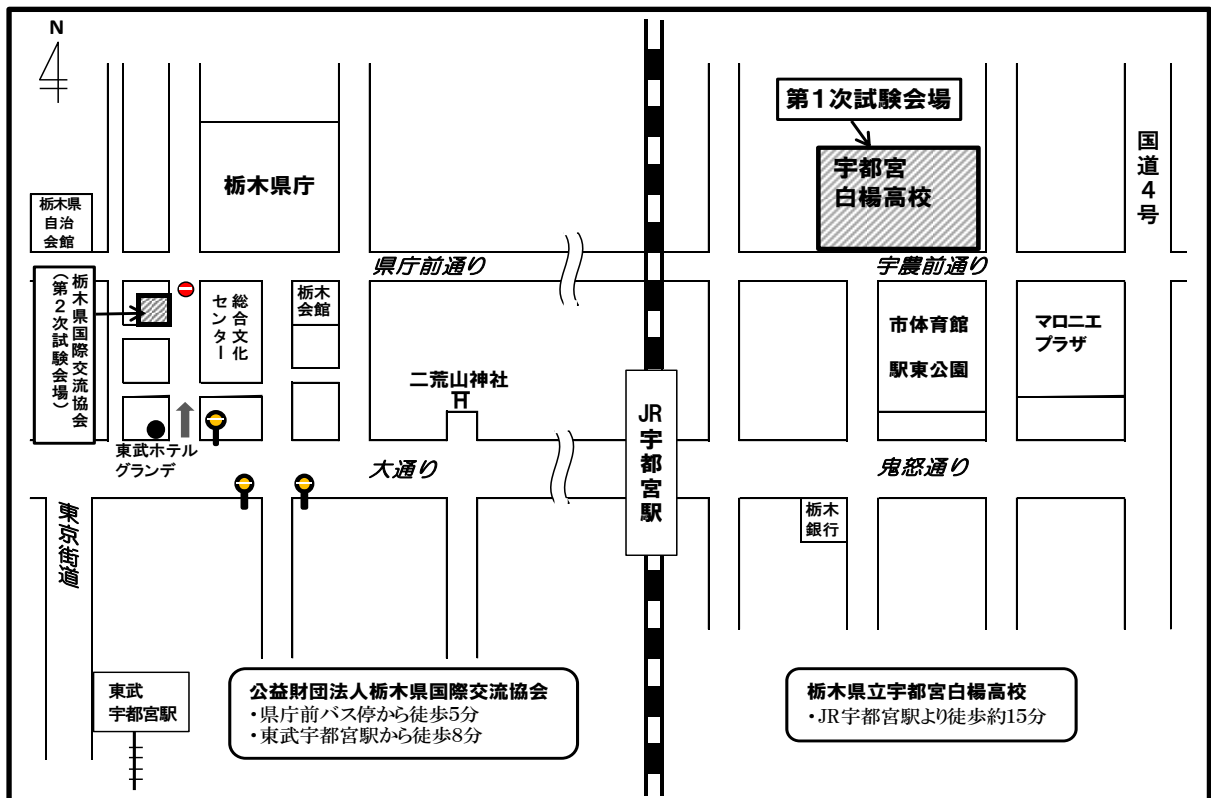 N
第1次試験会場
宇都宮
白楊高校
国道4号
栃木県庁
栃木県
自治
会館
県庁前通り
宇農前通り
栃木県国際交流協会
(第2次試験会場)
総合文化
センター
栃木
会館
市体育館
駅東公園
マロニエ
プラザ
二荒山神社
JR宇都宮駅
東武ホテル
グランデ
大通り
鬼怒通り
栃木
銀行
東京街道
東武
宇都宮駅
公益財団法人栃木県国際交流協会
・県庁前バス停から徒歩5分
・東武宇都宮駅から徒歩8分
栃木県立宇都宮白楊高校
・JR宇都宮駅より徒歩約15分